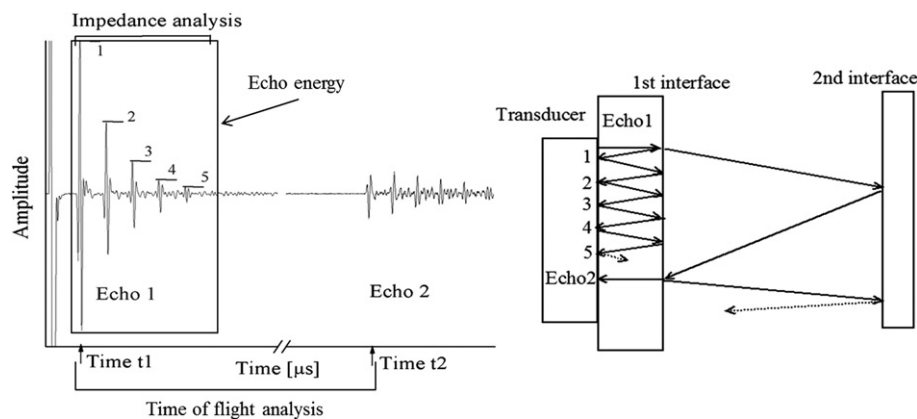 Impedance analysis
1
2
3
4
5
Echo energy
Amplitude
Echo 1
Echo 2
Time t1
Time [µs]
Time t2
Time of flight analysis
1st interface
2nd interface
Transducer
Echo1
1
2
3
4
5
Echo2